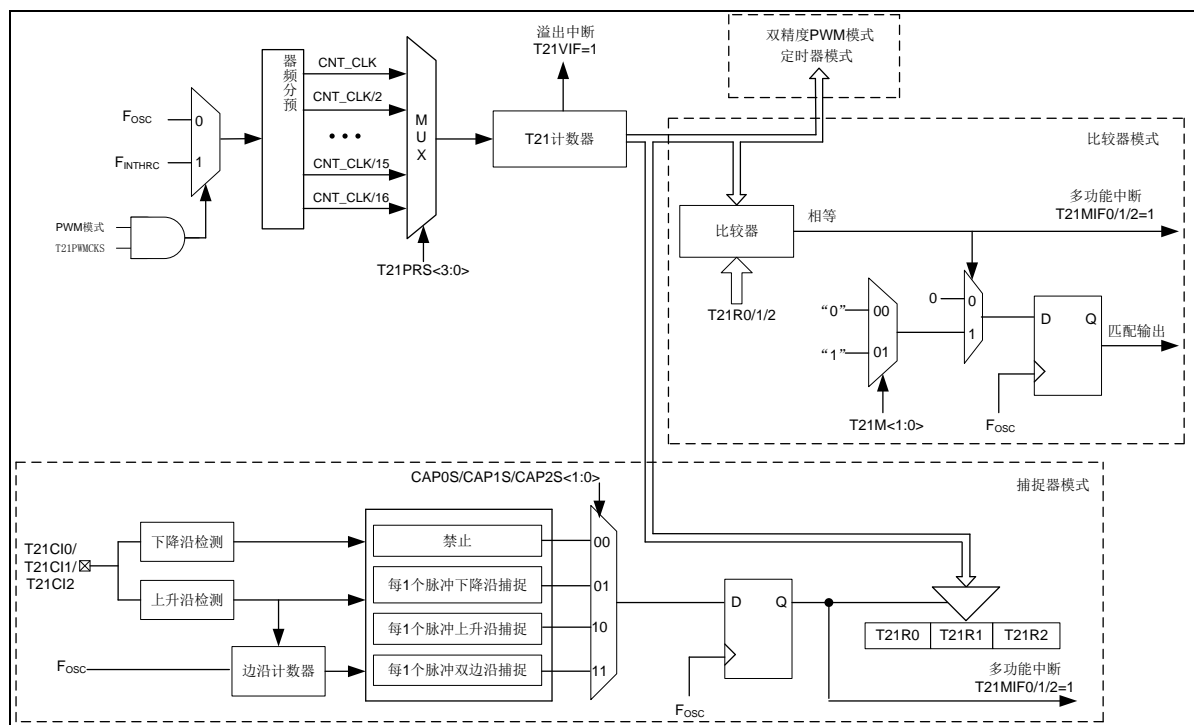 溢出中断
T21VIF=1
双精度PWM模式
定时器模式
器频分预
CNT_CLK
CNT_CLK/2
CNT_CLK/15
CNT_CLK/16
MUX
T21计数器
FOSC
0
FINTHRC
1
PWM模式
T21PWMCKS
T21PRS<3:0>
比较器模式
多功能中断
T21MIF0/1/2=1
相等
比较器
T21R0/1/2
“0”
00
“1”
01
0
0
1
D
Q
匹配输出
T21M<1:0>
FOSC
捕捉器模式
CAP0S/CAP1S/CAP2S<1:0>
T21CI0/
T21CI1/
T21CI2
下降沿检测
上升沿检测
FOSC
边沿计数器
禁止
00
每1个脉冲下降沿捕捉
01
每1个脉冲上升沿捕捉
10
每1个脉冲双边沿捕捉
11
D
Q
FOSC
T21R0
T21R1
T21R2
多功能中断
T21MIF0/1/2=1